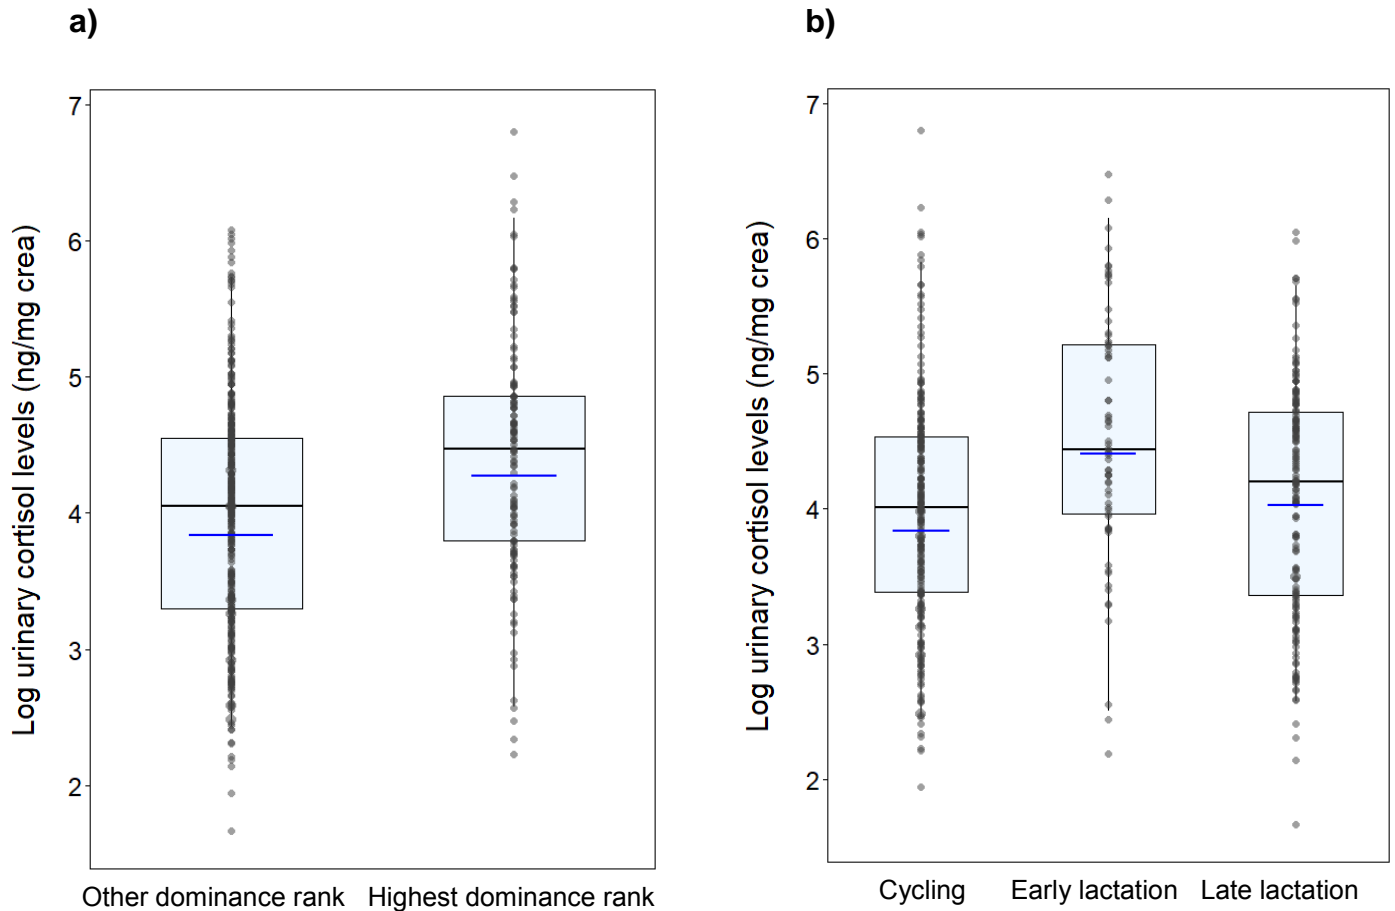 a)
Log urinary cortisol levels (ng/mg crea)
7
6
5
4
3
2
Other dominance rank
Highest dominance rank
b)
Log urinary cortisol levels (ng/mg crea)
7
6
5
4
3
2
Cycling
Early lactation
Late lactation